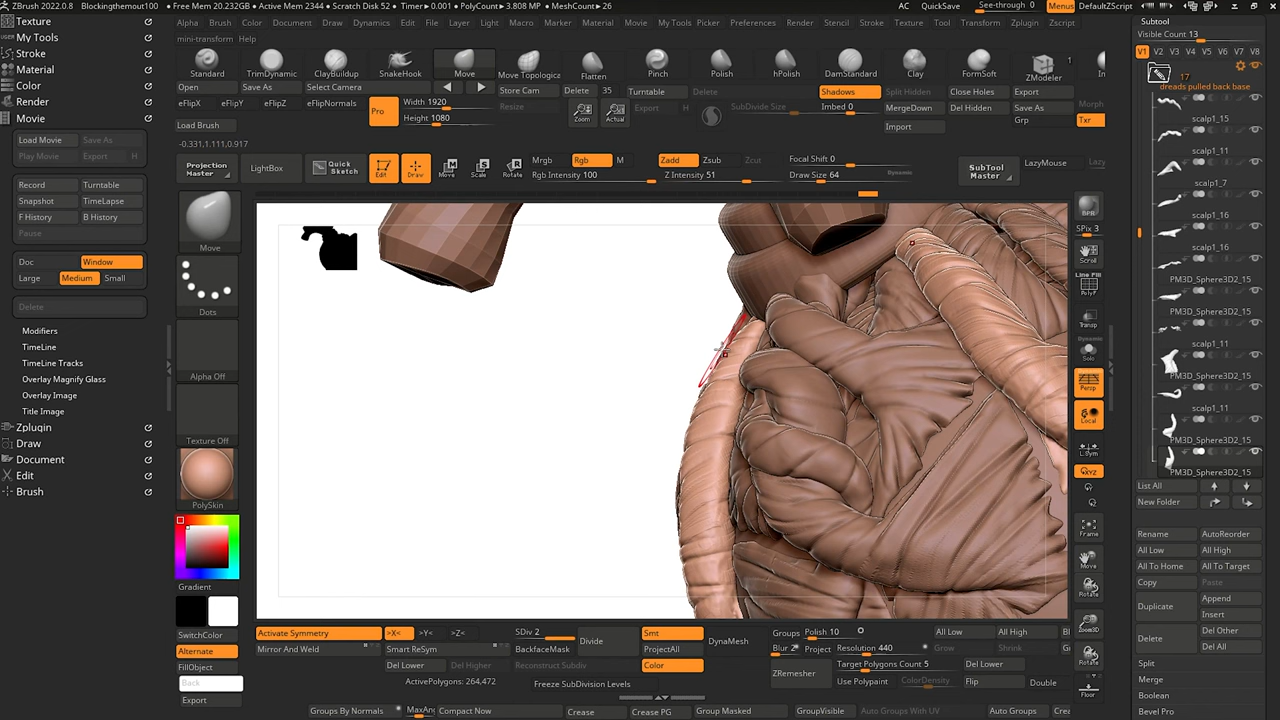 ZBrush 2022.0.8 Blockingthemout100 • Free Mem 20.230GB • Active Mem 2344 • Scratch Disk 52 • Timer▶0.001 • PolyCount▶3.808 MP • MeshCount▶26 AC QuickSave See-through 0 Menus DefaultZScript
Alpha Brush Color Document Draw Dynamics Edit File Layer Light Macro Marker Material Movie My Tools Picker Preferences Render Stencil Stroke Texture Tool Transform Zplugin Zscript
mini-transform Help
Texture
My Tools
Stroke
Material
Color
Render
Movie
Load Movie Save As
Play Movie Export H
Record Turntable
Snapshot TimeLapse
F History B History
Pause
Doc Window
Large Medium Small
Delete
Modifiers
TimeLine
TimeLine Tracks
Overlay Magnify Glass
Overlay Image
Title Image
Zplugin
Draw
Document
Edit
Brush
Standard TrimDynamic ClayBuildup SnakeHook Move Move Topologica Flatten Pinch Polish hPolish DamStandard Clay FormSoft ZModeler 1 In
Open Save As Select Camera Store Cam Delete 35 Turntable Delete Shadows Split Hidden Close Holes Export
eFlipX eFlipY eFlipZ eFlipNormals Pro Width 1920 Height 1080 Resize Zoom Actual Export H SubDivide Size Imbed 0 MergeDown Del Hidden Save As Grp Morph
Load Brush Import Txr
-0.331,1.111,0.917
Projection Master LightBox Quick Sketch Edit Draw Move Scale Rotate Mrgb Rgb M Zadd Zsub Zcut Focal Shift 0 SubTool Master LazyMouse Lazy
Rgb Intensity 100 Z Intensity 51 Draw Size 64 Dynamic
Move
Dots
Alpha Off
Texture Off
PolySkin
Gradient
SwitchColor
Alternate
FillObject
Back
Export
BPR
SPix 3
Scroll
Line Fill
PolyF
Transp
Dynamic
Solo
Persp
Local
L.Sym
XYZ
Frame
Move
Rotate
Zoom3D
Rotate
Floor
Subtool
Visible Count 13
V1 V2 V3 V4 V5 V6 V7 V8
17
dreads pulled back base
scalp1_15
scalp1_11
scalp1_7
scalp1_16
scalp1_16
PM3D_Sphere3D2_15
PM3D_Sphere3D2_15
scalp1_11
PM3D_Sphere3D2_15
scalp1_11
PM3D_Sphere3D2_15
PM3D_Sphere3D2_15
List All
New Folder
Rename AutoReorder
All Low All High
All To Home All To Target
Copy Paste
Duplicate Append
Insert
Delete Del Other
Del All
Split
Merge
Boolean
Bevel Pro
Activate Symmetry >X< >Y< >Z< SDiv 2 Divide Smt DynaMesh Groups Polish 10 All Low All High
Mirror And Weld Smart ReSym BackfaceMask ProjectAll Blur 2 Project Resolution 440 Grow Shrink
Del Lower Del Higher Reconstruct Subdiv Color ZRemesher Target Polygons Count 5 Del Lower
ActivePolygons: 264,472 Freeze SubDivision Levels Use Polypaint ColorDensity Flip Double
Groups By Normals MaxAn Compact Now Crease Crease PG Group Masked GroupVisible Auto Groups With UV Auto Groups Crea